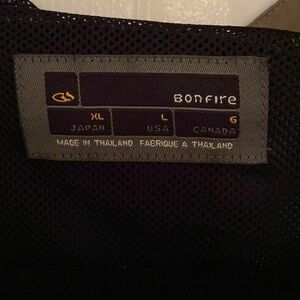 BONFIRE
XL L G
JAPAN USA CANADA
MADE IN THAILAND FABRIQUE A THAILAND